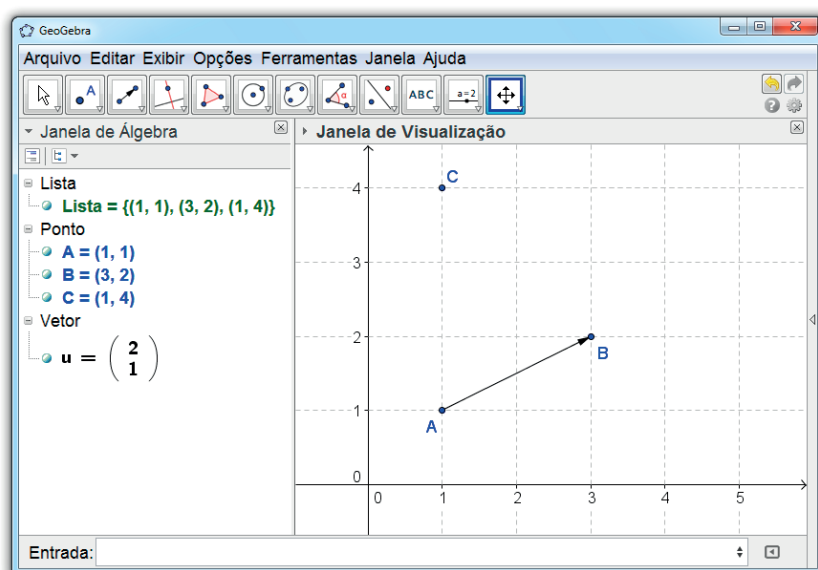 GeoGebra
Arquivo Editar Exibir Opções Ferramentas Janela Ajuda
A α ABC a=2
Janela de Álgebra
Janela de Visualização
Lista
Lista = {(1, 1), (3, 2), (1, 4)}
Ponto
A = (1, 1)
B = (3, 2)
C = (1, 4)
Vetor
u = ( 2 1 )
4 C
3
2 B
1 A
0
0 1 2 3 4 5
Entrada: